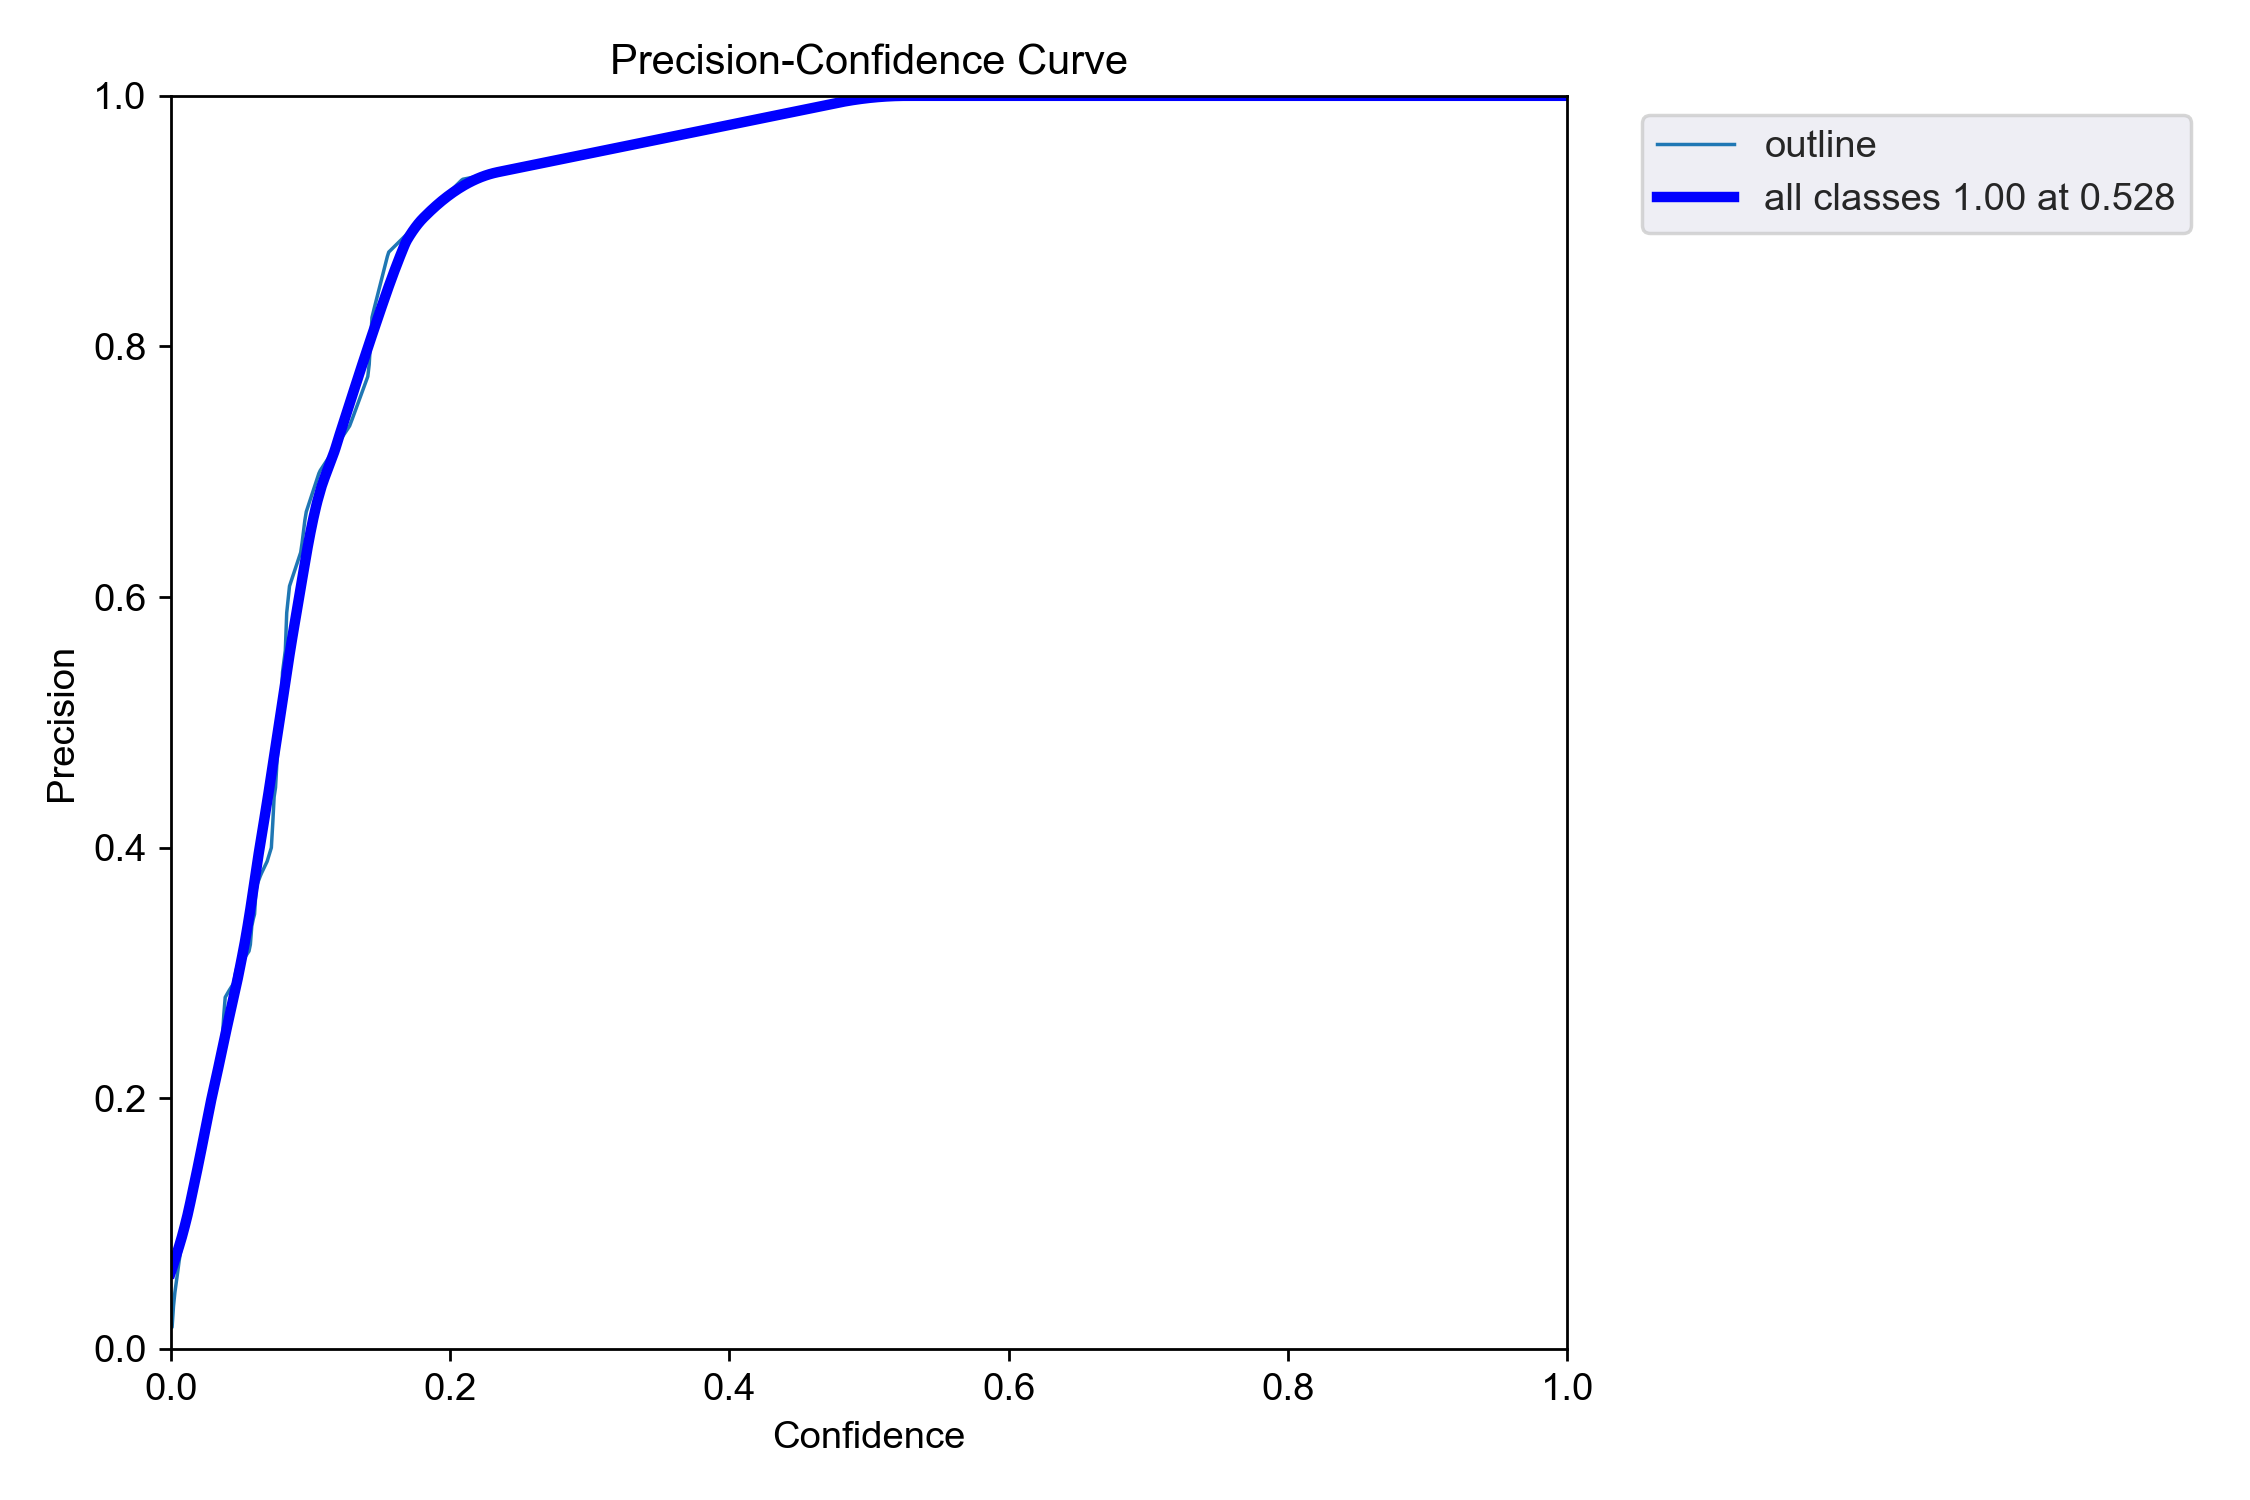 Precision-Confidence Curve
1.0
0.8
0.6
0.4
0.2
0.0
Precision
0.0 0.2 0.4 0.6 0.8 1.0
Confidence
outline
all classes 1.00 at 0.528